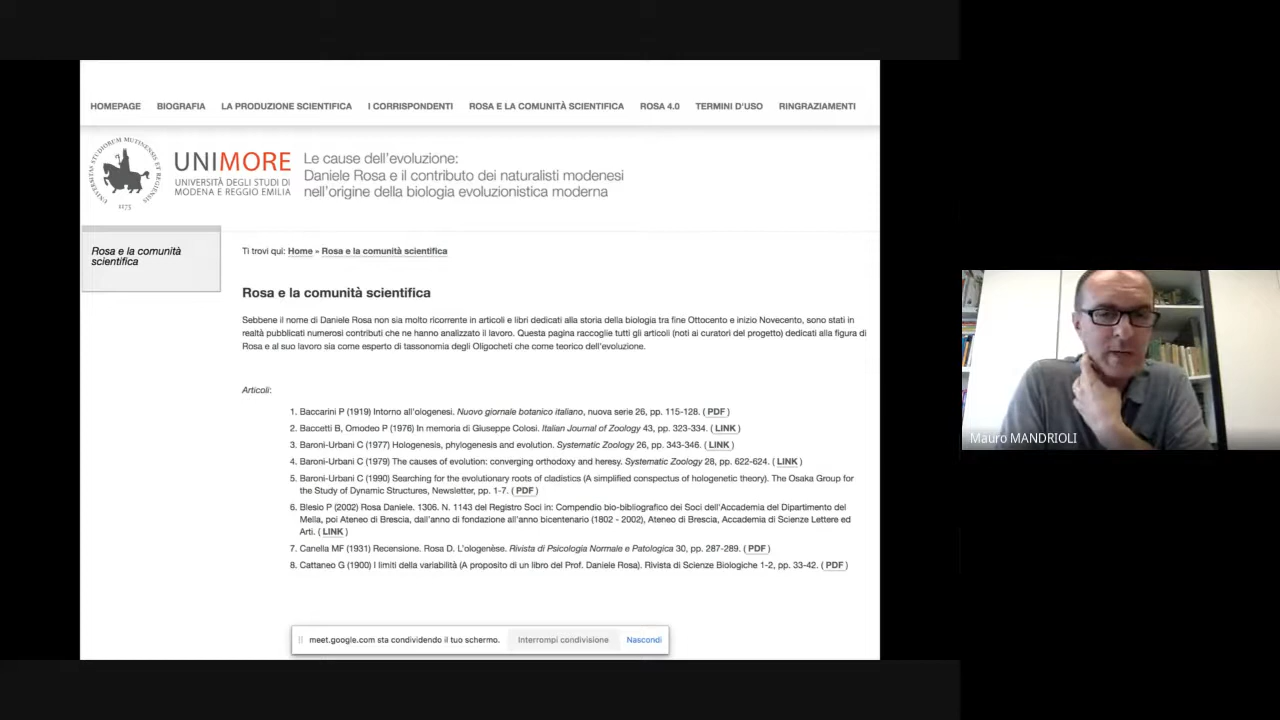 HOMEPAGE BIOGRAFIA LA PRODUZIONE SCIENTIFICA I CORRISPONDENTI ROSA E LA COMUNITÀ SCIENTIFICA ROSA 4.0 TERMINI D'USO RINGRAZIAMENTI
UNIVERSITAS STUDIORUM MUTINENSIS ET REGIENSIS
1175
UNIMORE
UNIVERSITÀ DEGLI STUDI DI
MODENA E REGGIO EMILIA
Le cause dell'evoluzione:
Daniele Rosa e il contributo dei naturalisti modenesi
nell'origine della biologia evoluzionistica moderna
Rosa e la comunità
scientifica
Ti trovi qui: Home » Rosa e la comunità scientifica
Rosa e la comunità scientifica
Sebbene il nome di Daniele Rosa non sia molto ricorrente in articoli e libri dedicati alla storia della biologia tra fine Ottocento e inizio Novecento, sono stati in
realtà pubblicati numerosi contributi che ne hanno analizzato il lavoro. Questa pagina raccoglie tutti gli articoli (noti ai curatori del progetto) dedicati alla figura di
Rosa e al suo lavoro sia come esperto di tassonomia degli Oligocheti che come teorico dell'evoluzione.
Articoli:
1. Baccarini P (1919) Intorno all'ologenesi. Nuovo giornale botanico italiano, nuova serie 26, pp. 115-128. ( PDF )
2. Baccetti B, Omodeo P (1976) In memoria di Giuseppe Colosi. Italian Journal of Zoology 43, pp. 323-334. ( LINK )
3. Baroni-Urbani C (1977) Hologenesis, phylogenesis and evolution. Systematic Zoology 26, pp. 343-346. ( LINK )
4. Baroni-Urbani C (1979) The causes of evolution: converging orthodoxy and heresy. Systematic Zoology 28, pp. 622-624. ( LINK )
5. Baroni-Urbani C (1990) Searching for the evolutionary roots of cladistics (A simplified conspectus of hologenetic theory). The Osaka Group for
the Study of Dynamic Structures, Newsletter, pp. 1-7. ( PDF )
6. Blesio P (2002) Rosa Daniele. 1306. N. 1143 del Registro Soci in: Compendio bio-bibliografico dei Soci dell'Accademia del Dipartimento del
Mella, poi Ateneo di Brescia, dall'anno di fondazione all'anno bicentenario (1802 - 2002), Ateneo di Brescia, Accademia di Scienze Lettere ed
Arti. ( LINK )
7. Canella MF (1931) Recensione. Rosa D. L'ologenèse. Rivista di Psicologia Normale e Patologica 30, pp. 287-289. ( PDF )
8. Cattaneo G (1900) I limiti della variabilità (A proposito di un libro del Prof. Daniele Rosa). Rivista di Scienze Biologiche 1-2, pp. 33-42. ( PDF )
meet.google.com sta condividendo il tuo schermo. Interrompi condivisione Nascondi
Mauro MANDRIOLI